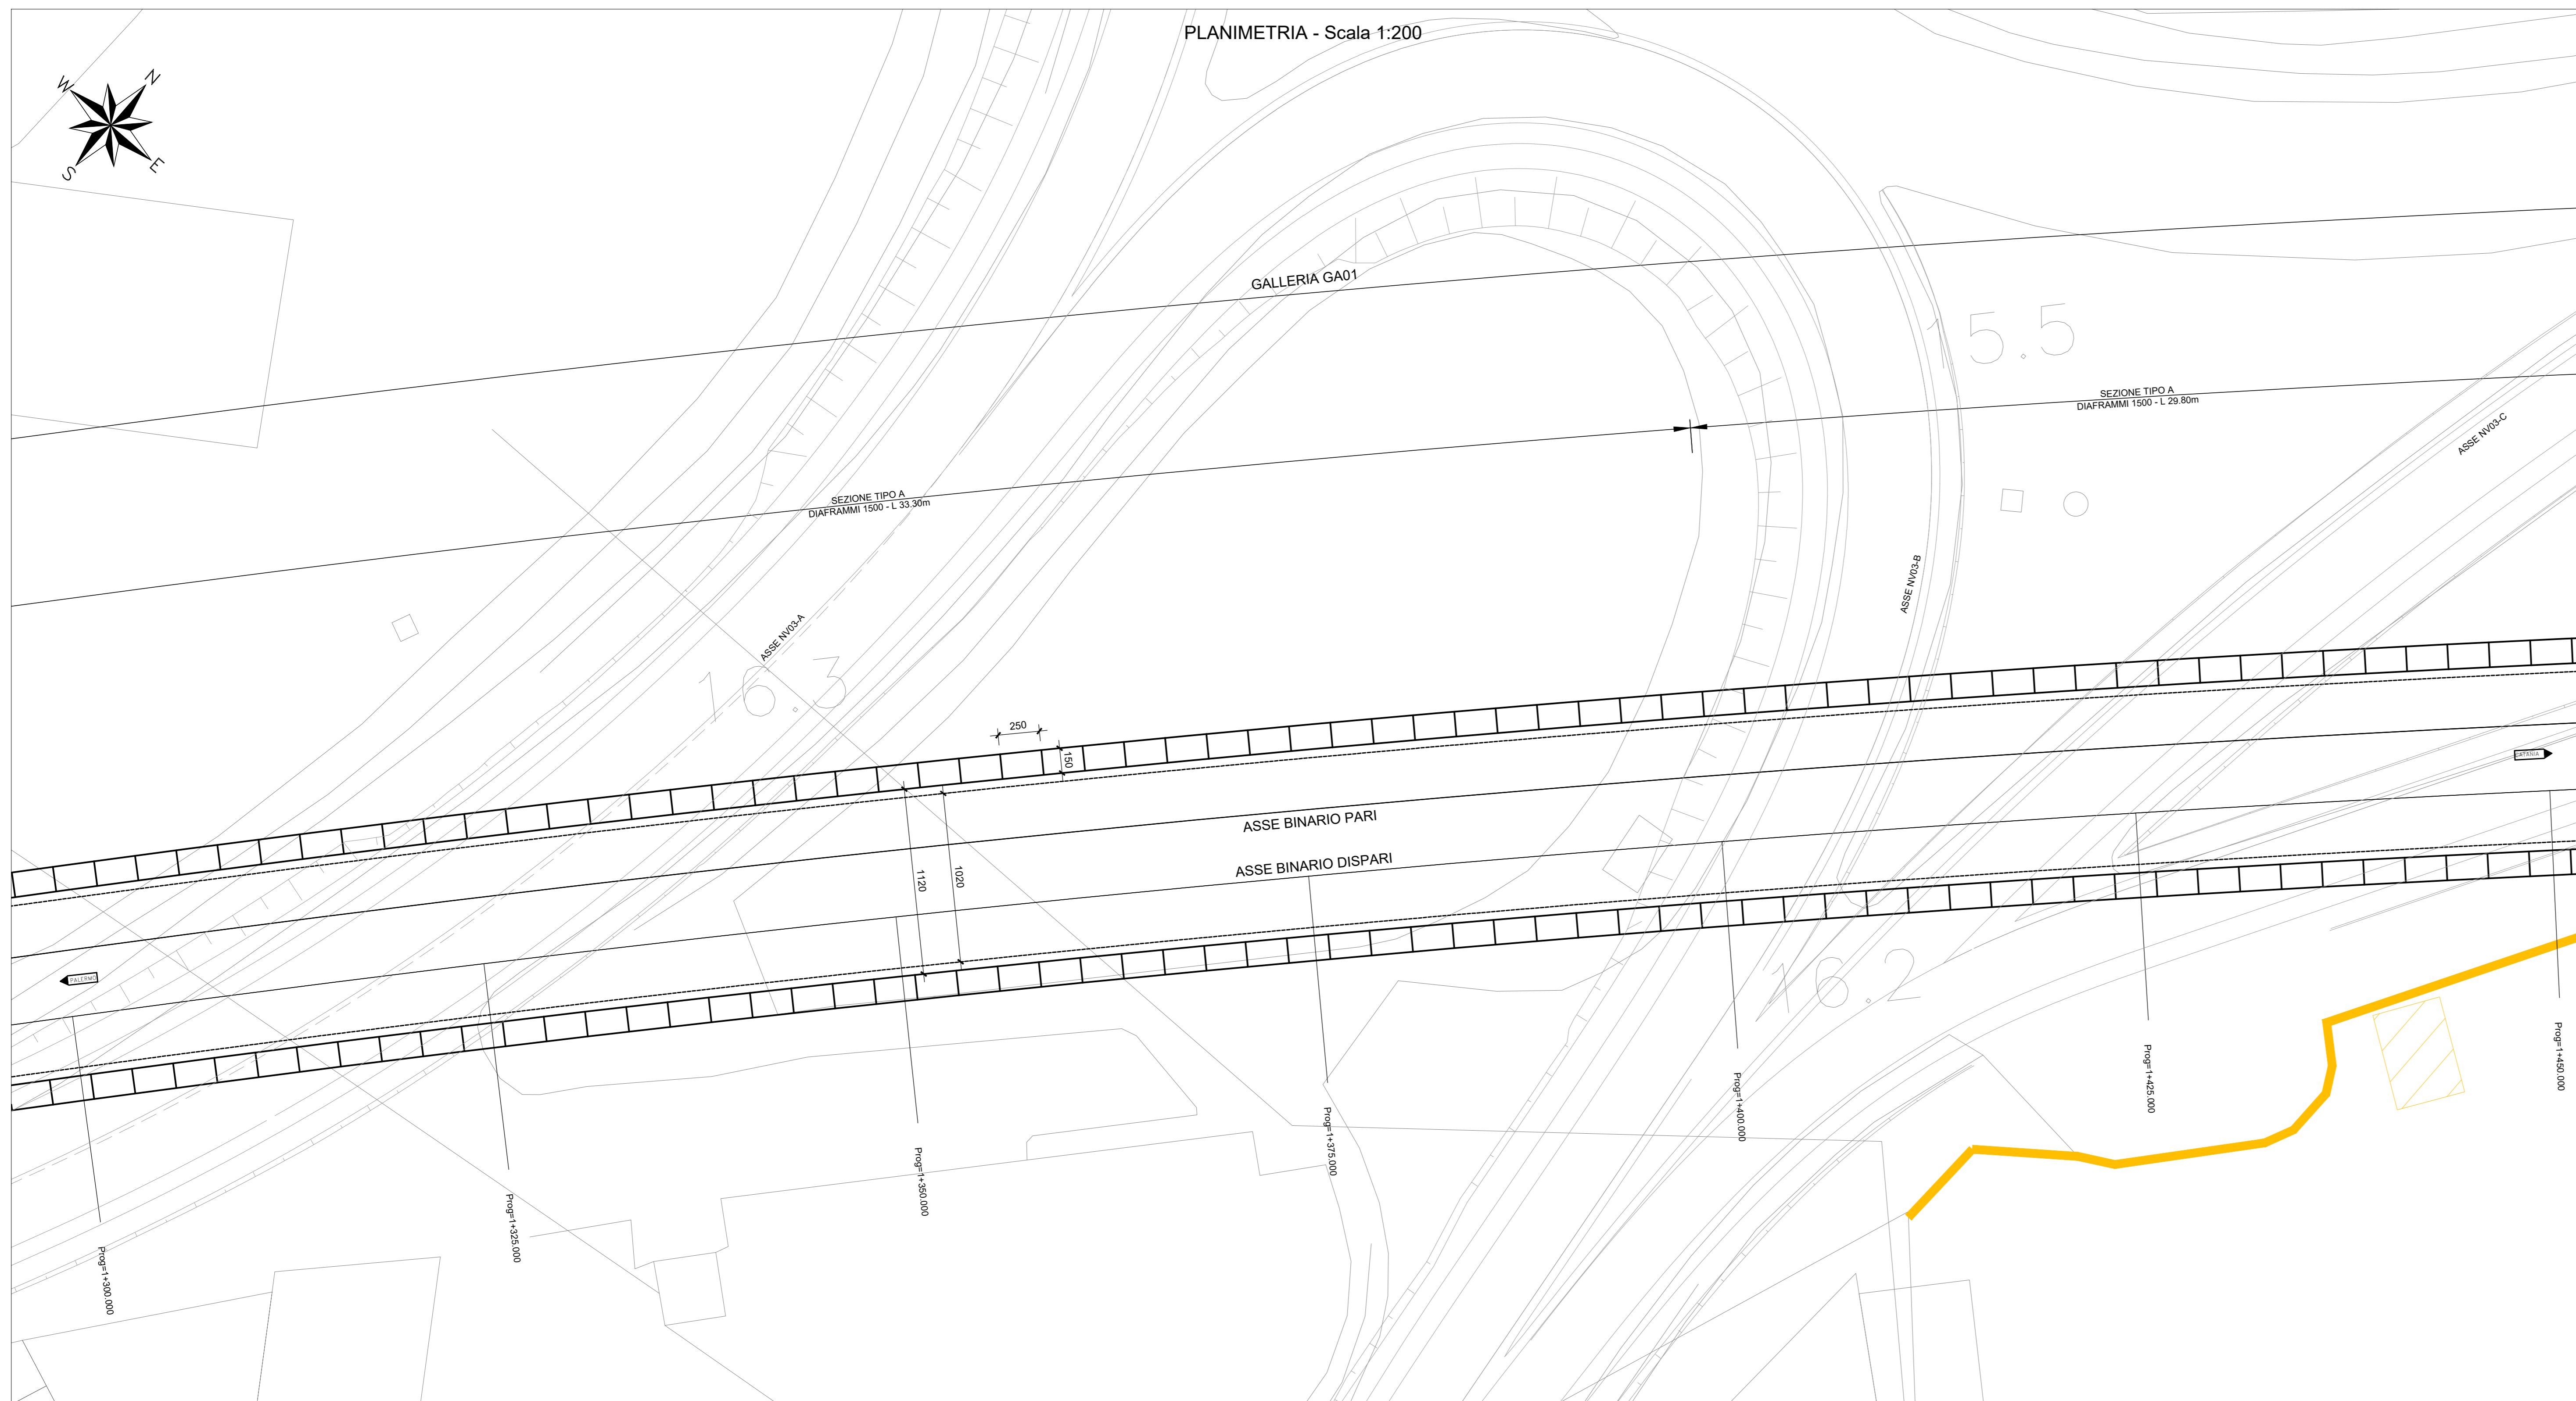 PLANIMETRIA - Scala 1:200
W
N
S
E
GALLERIA GA01
15.5
SEZIONE TIPO A
DIAFRAMMI 1500 - L 29.80m
ASSE NV03-C
SEZIONE TIPO A
DIAFRAMMI 1500 - L 33.30m
ASSE NV03-B
ASSE NV03-A
16.3
250
150
CATANIA
ASSE BINARIO PARI
ASSE BINARIO DISPARI
1120
1020
PALERMO
16.2
Prog=1+300.000
Prog=1+325.000
Prog=1+350.000
Prog=1+375.000
Prog=1+400.000
Prog=1+425.000
Prog=1+450.000